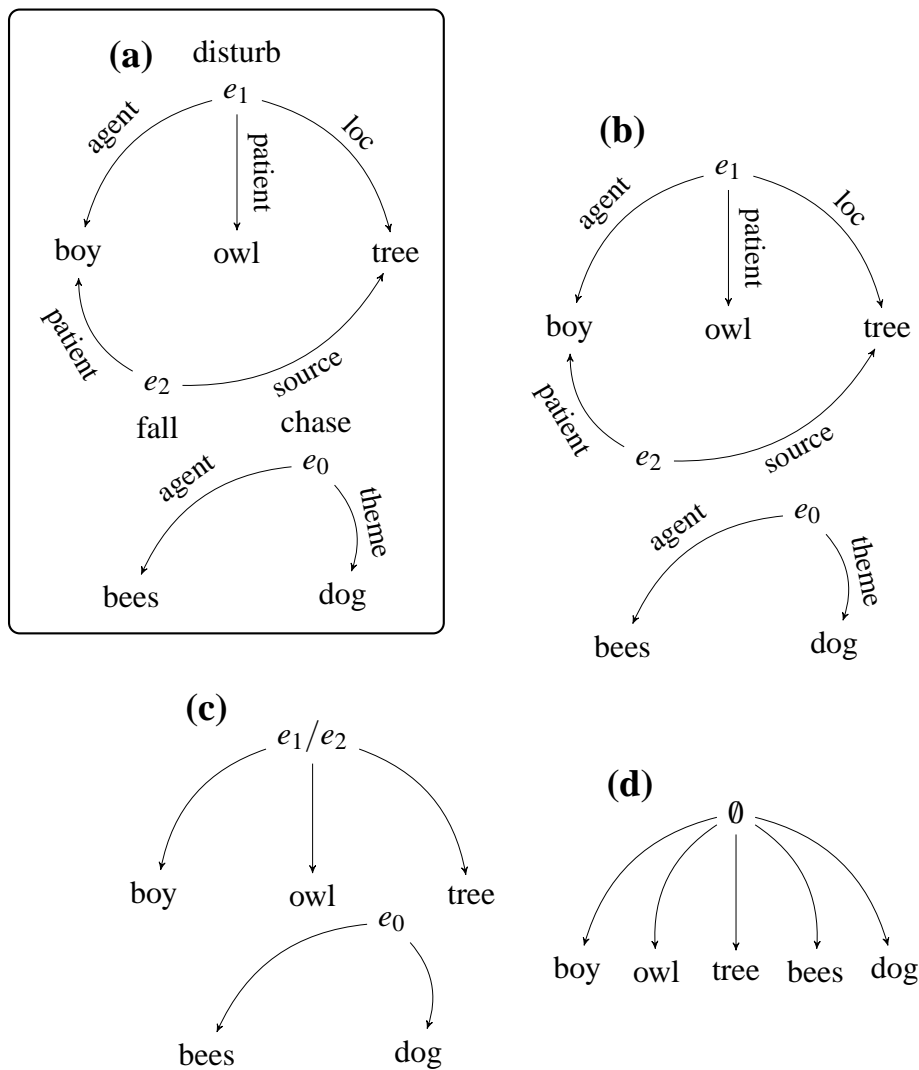 (a) disturb
e₁
agent
loc
patient
boy owl tree
patient
source
e₂
fall chase
e₀
agent
theme
bees dog
(b)
e₁
agent
loc
patient
boy owl tree
patient
source
e₂
e₀
agent
theme
bees dog
(c)
e₁/e₂
boy owl tree
e₀
bees dog
(d)
∅
boy owl tree bees dog